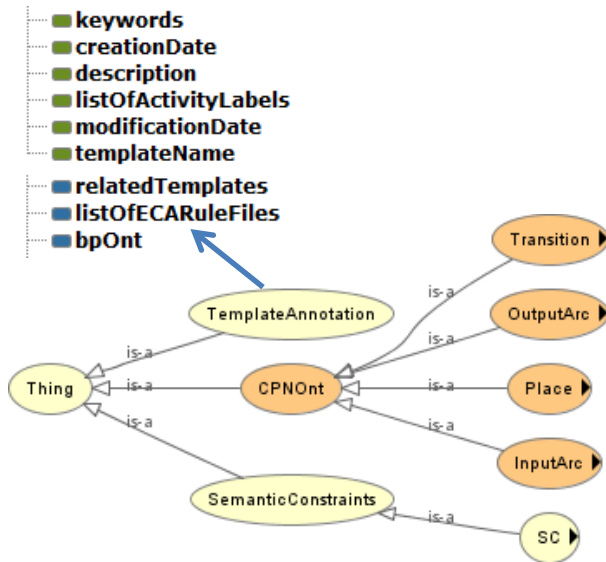 keywords
creationDate
description
listOfActivityLabels
modificationDate
templateName
relatedTemplates
listOfECARuleFiles
bpOnt
Transition
is-a
OutputArc
TemplateAnnotation
is-a
is-a
Thing
is-a
CPNOnt
is-a
Place
is-a
is-a
InputArc
SemanticConstraints
is-a
SC